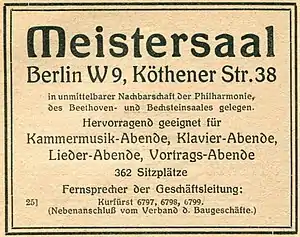 Meistersaal
Berlin W 9, Köthener Str. 38
in unmittelbarer Nachbarschaft der Philharmonie,
des Beethoven- und Bechsteinsaales gelegen.
Hervorragend geeignet für
Kammermusik-Abende, Klavier-Abende,
Lieder-Abende, Vortrags-Abende
362 Sitzplätze
Fernsprecher der Geschäftsleitung:
25] Kurfürst 6797, 6798, 6799.
(Nebenanschluß vom Verband d. Baugeschäfte.)